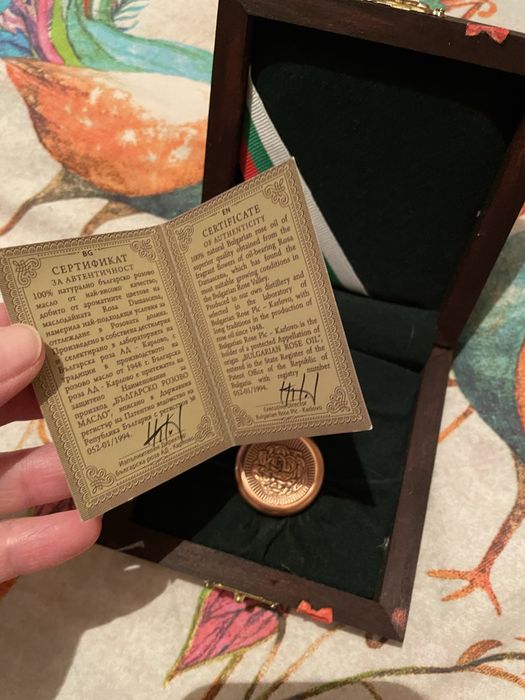 BG
СЕРТИФИКАТ
ЗА АВТЕНТИЧНОСТ
100% натурално българско розово
масло от най-високо качество,
добито от ароматните цветове на
маслодайната Роза Дамасцена,
намерила най-подходящи условия за
отглеждане в Розовата долина.
Произведено в собствена дестилерия
и селектирано в лабораторията на
Българска роза АД - Карлово, с
традиции в производството на
розово масло от 1948 г. Българска
роза АД - Карлово е притежател на
защитено Наименование за
произход „БЪЛГАРСКО РОЗОВО
МАСЛО", вписано в Държавния
регистър на Патентно ведомство на
Република България с регистров №
052-01/1994.
Изпълнителен директор
Българска роза АД - Карлово
EN
CERTIFICATE
OF AUTHENTICITY
100% natural Bulgarian rose oil of
superior quality obtained from the
fragrant flowers of oil-bearing Rosa
Damascena, which has found the
most suitable growing conditions in
the Bulgarian Rose Valley.
Produced in our own distillery and
selected in the laboratory of
Bulgarian Rose Plc - Karlovo, with
long traditions in the production of
rose oil since 1948.
Bulgarian Rose Plc - Karlovo is the
holder of a protected Appelation of
origin „BULGARIAN ROSE OIL",
entered in the State Register of the
Patent Office of the Republic of
Bulgaria with registry number
052-01/1994.
Executive director
Bulgarian Rose Plc - Karlovo